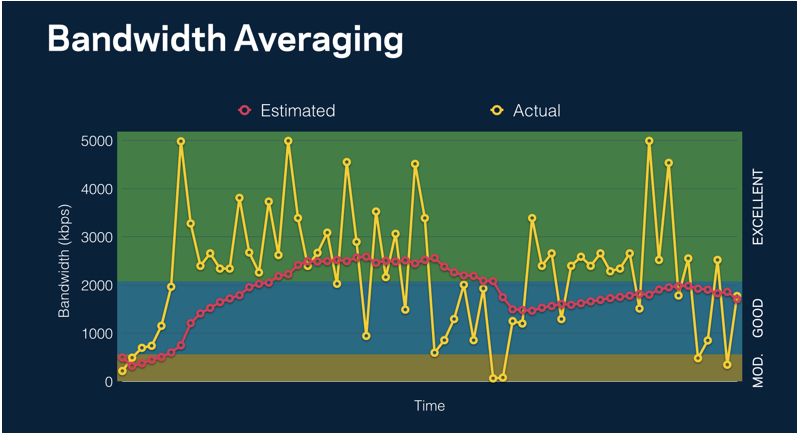 Bandwidth Averaging
Estimated
Actual
5000
4000
3000
2000
1000
0
Bandwidth (kbps)
Time
EXCELLENT
GOOD
MOD.